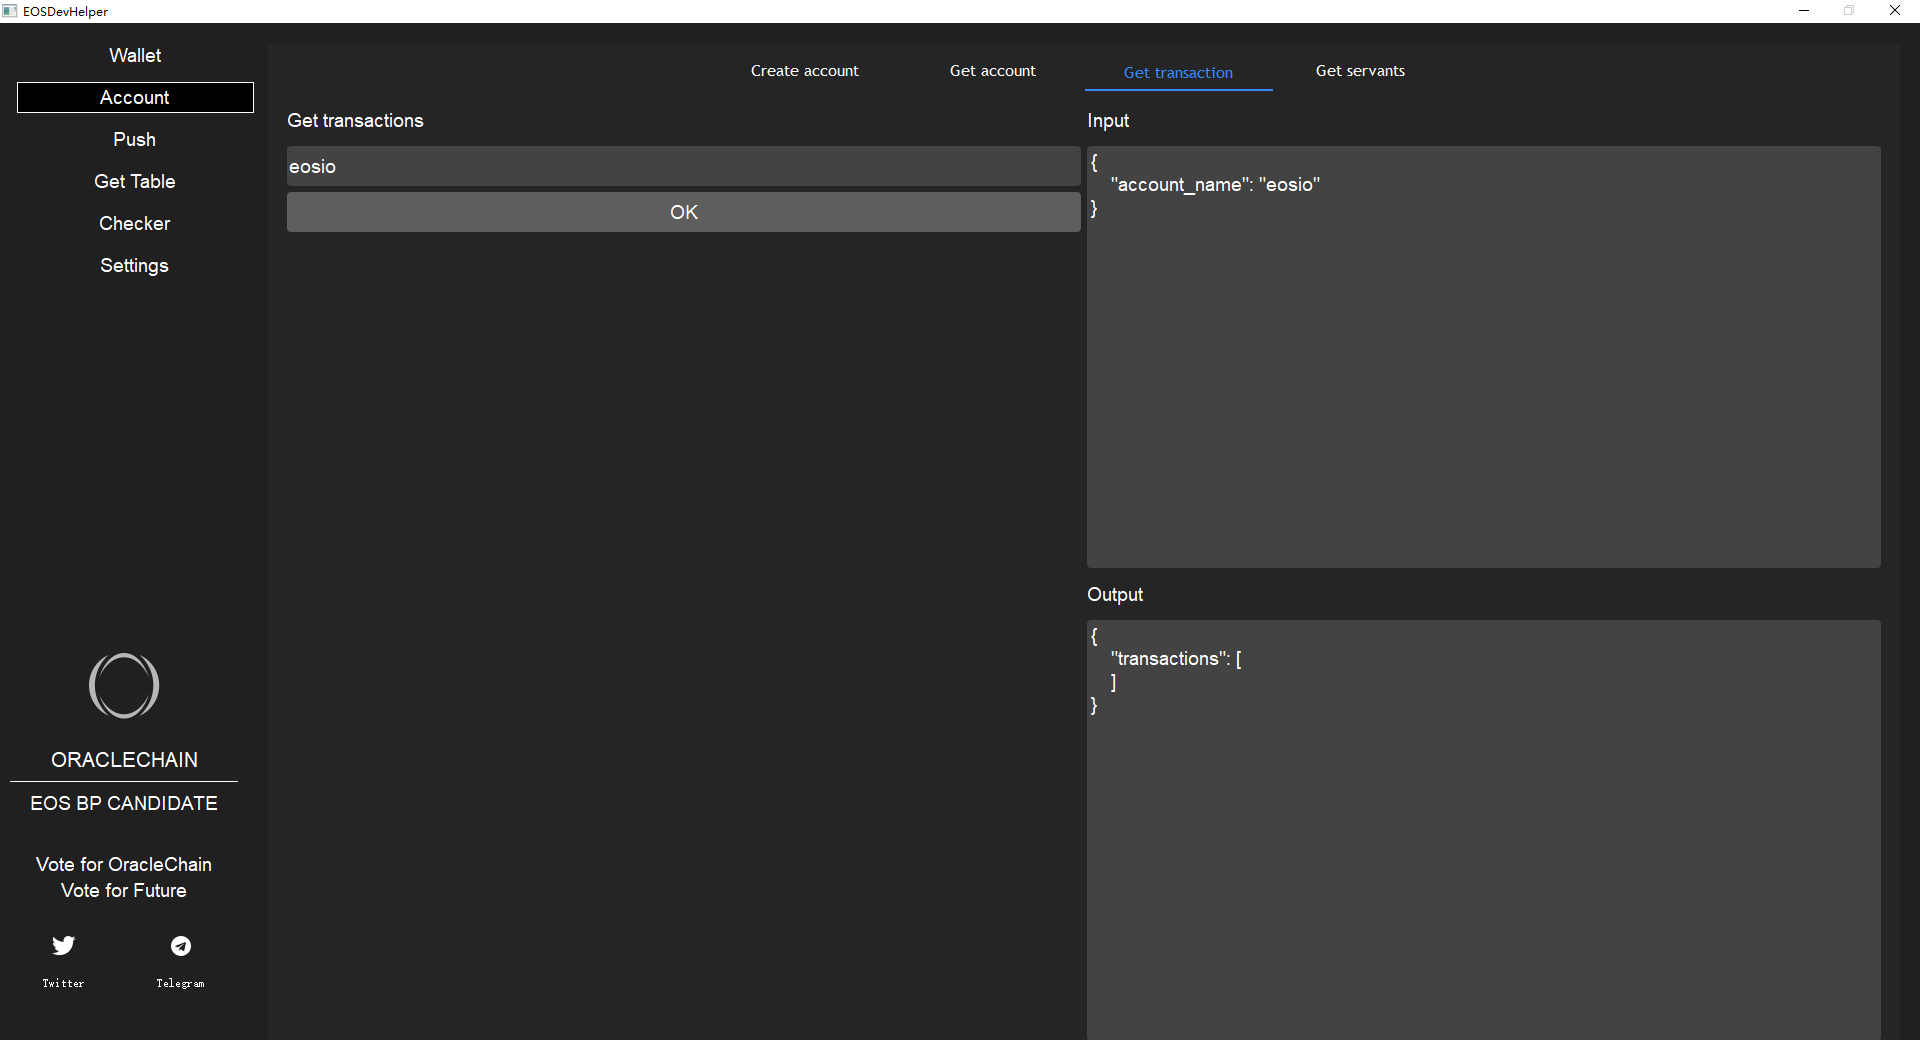 EOSDevHelper
Wallet
Account
Push
Get Table
Checker
Settings
ORACLECHAIN
EOS BP CANDIDATE
Vote for OracleChain
Vote for Future
Twitter
Telegram
Create account
Get account
Get transaction
Get servants
Get transactions
eosio
OK
Input
{
"account_name": "eosio"
}
Output
{
"transactions": [
]
}